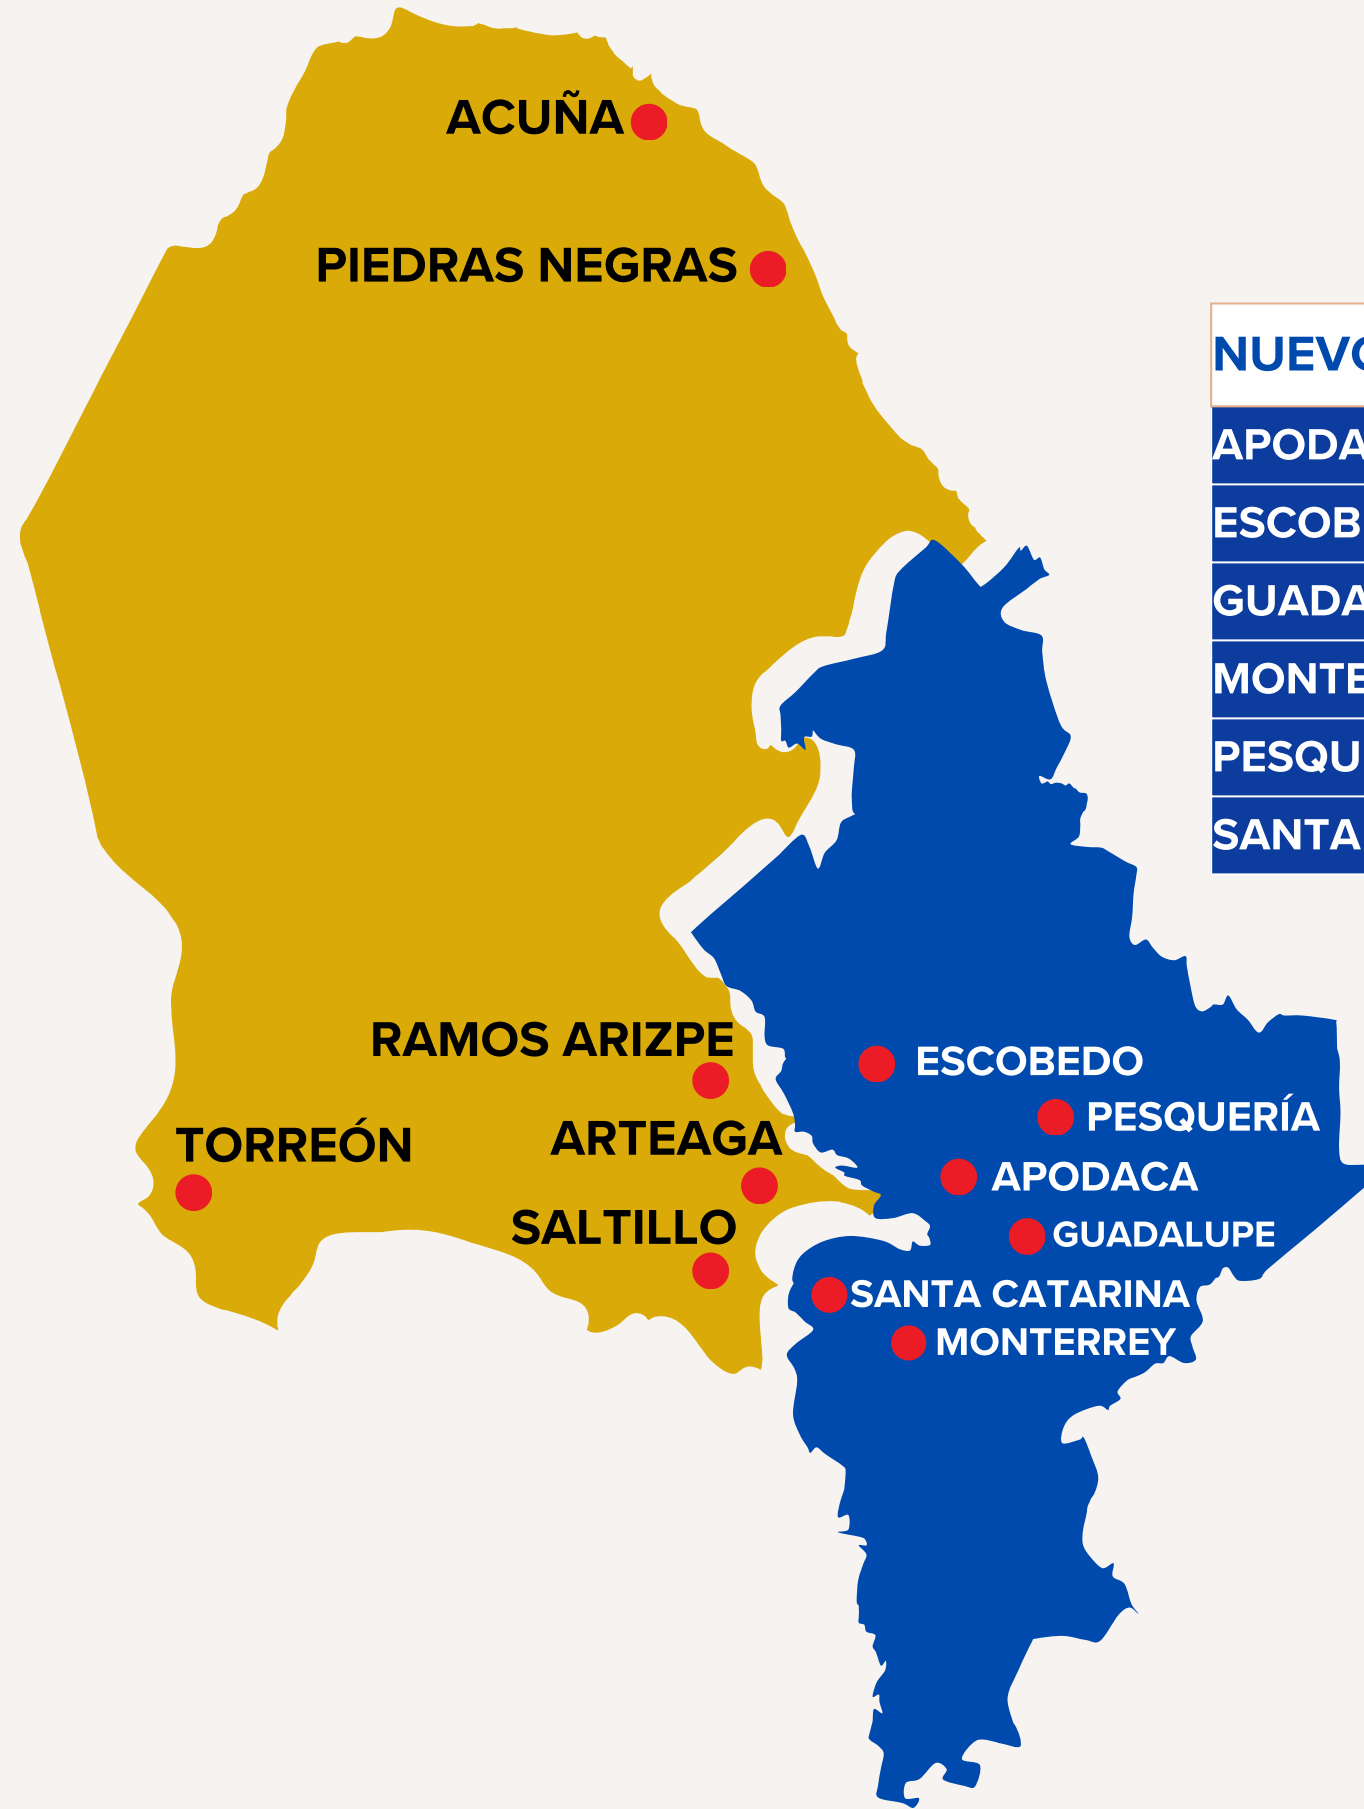 ACUÑA
PIEDRAS NEGRAS
RAMOS ARIZPE
TORREÓN
ARTEAGA
SALTILLO
ESCOBEDO
PESQUERÍA
APODACA
GUADALUPE
SANTA CATARINA
MONTERREY
NUEVO
APODA
ESCOB
GUADA
MONTE
PESQU
SANTA